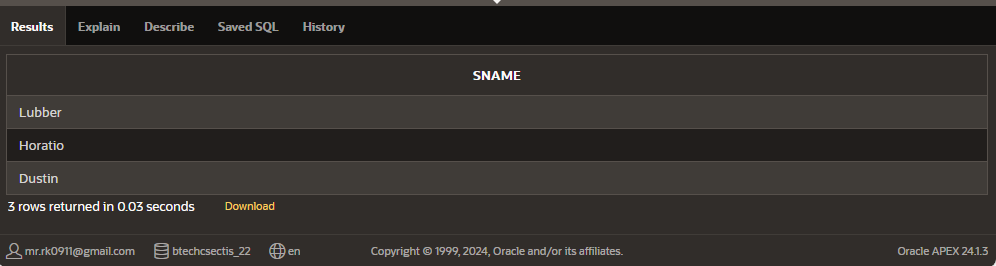 Results Explain Describe Saved SQL History
SNAME
Lubber
Horatio
Dustin
3 rows returned in 0.03 seconds Download
mr.rk0911@gmail.com btechcsectis_22 en Copyright © 1999, 2024, Oracle and/or its affiliates. Oracle APEX 24.1.3